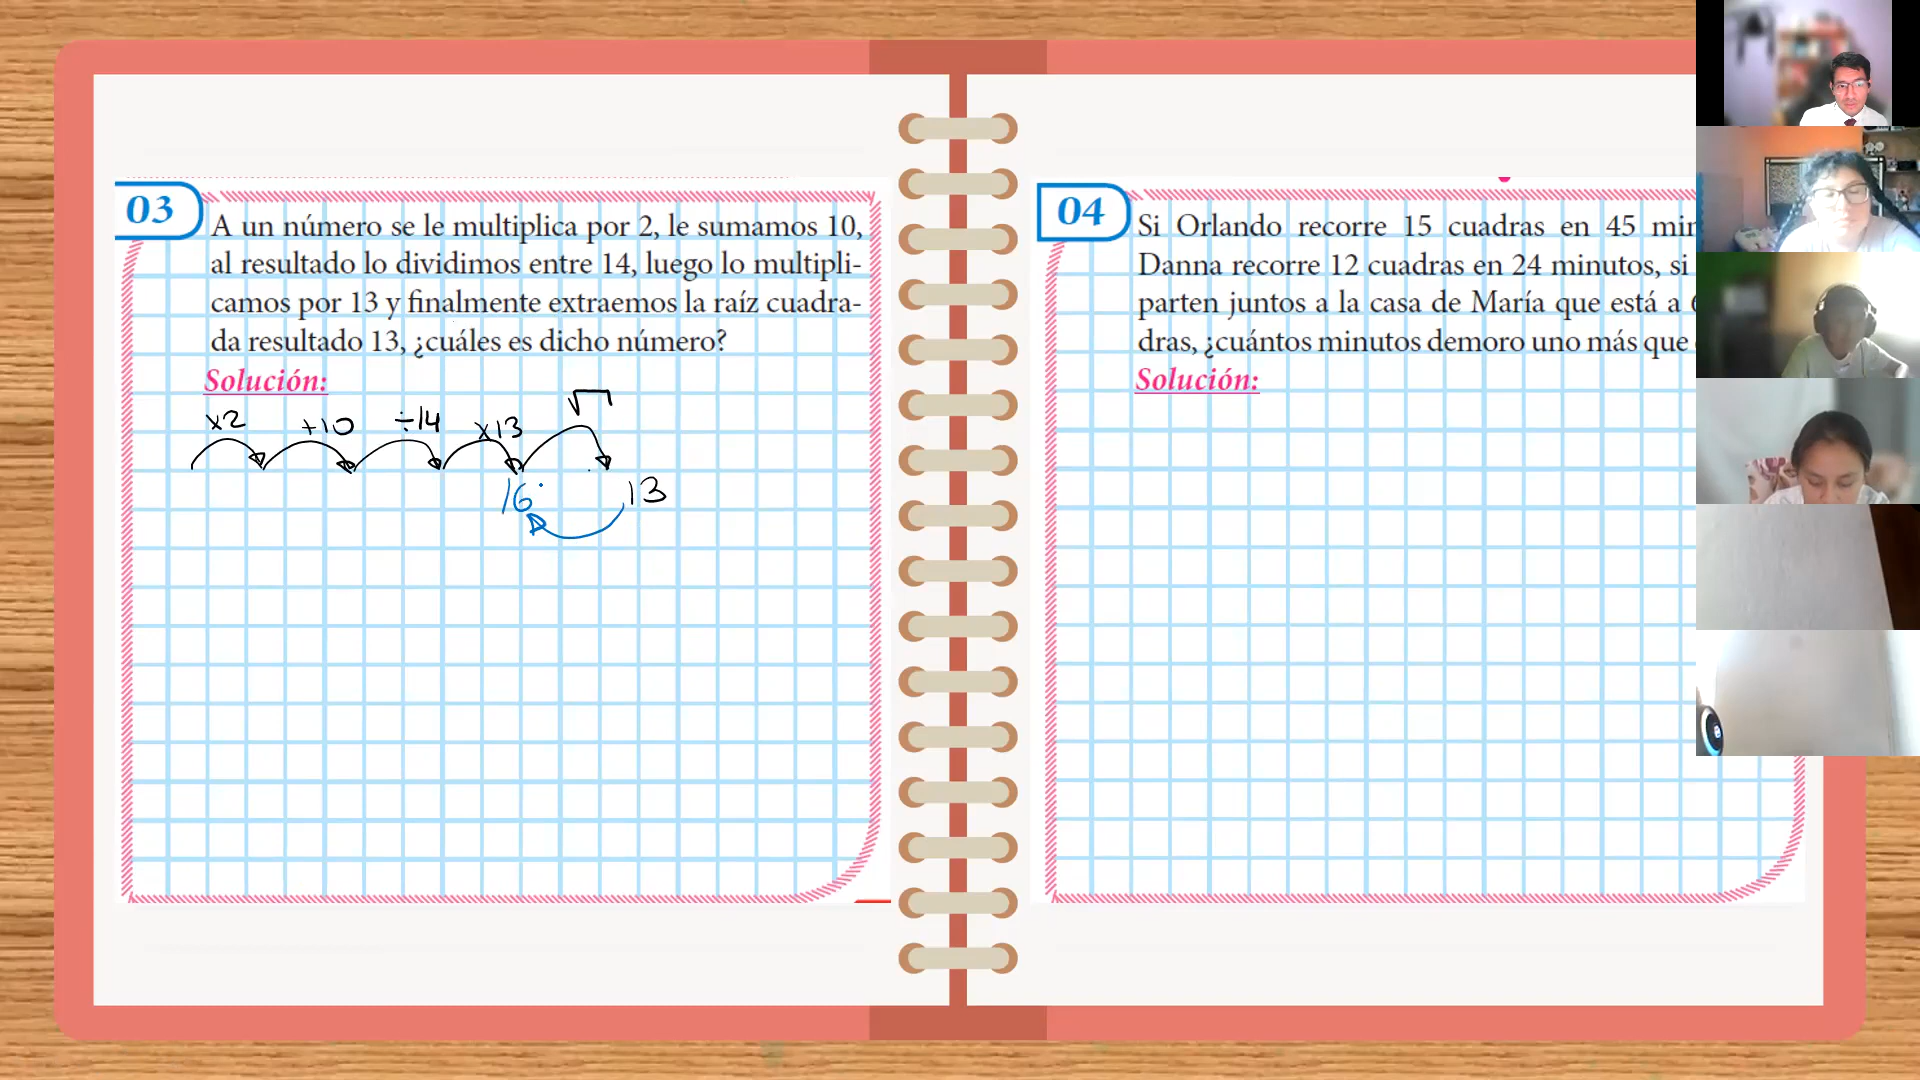 03
A un número se le multiplica por 2, le sumamos 10,
al resultado lo dividimos entre 14, luego lo multipli-
camos por 13 y finalmente extraemos la raíz cuadra-
da resultado 13, ¿cuáles es dicho número?
Solución:
×2 +10 ÷14 ×13 √
16 13
04
Si Orlando recorre 15 cuadras en 45 min
Danna recorre 12 cuadras en 24 minutos, si
parten juntos a la casa de María que está a
dras, ¿cuántos minutos demoro uno más que
Solución: